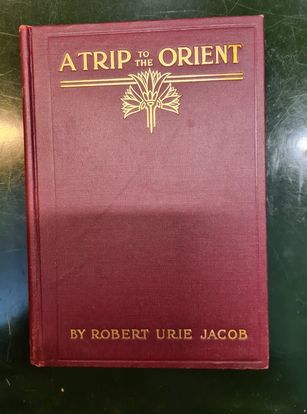 A TRIP TO THE ORIENT
BY ROBERT URIE JACOB